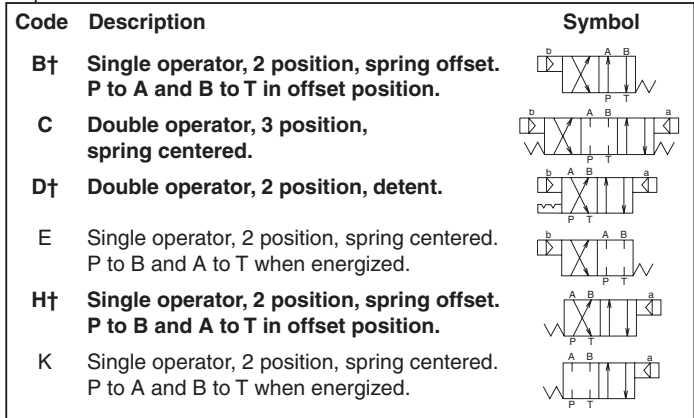 Code Description Symbol
B† Single operator, 2 position, spring offset.
P to A and B to T in offset position.
b A B
P T
C Double operator, 3 position,
spring centered.
b A B a
P T
D† Double operator, 2 position, detent.
b A B a
P T
E Single operator, 2 position, spring centered.
P to B and A to T when energized.
b A B
P T
H† Single operator, 2 position, spring offset.
P to B and A to T in offset position.
A B a
P T
K Single operator, 2 position, spring centered.
P to A and B to T when energized.
A B a
P T